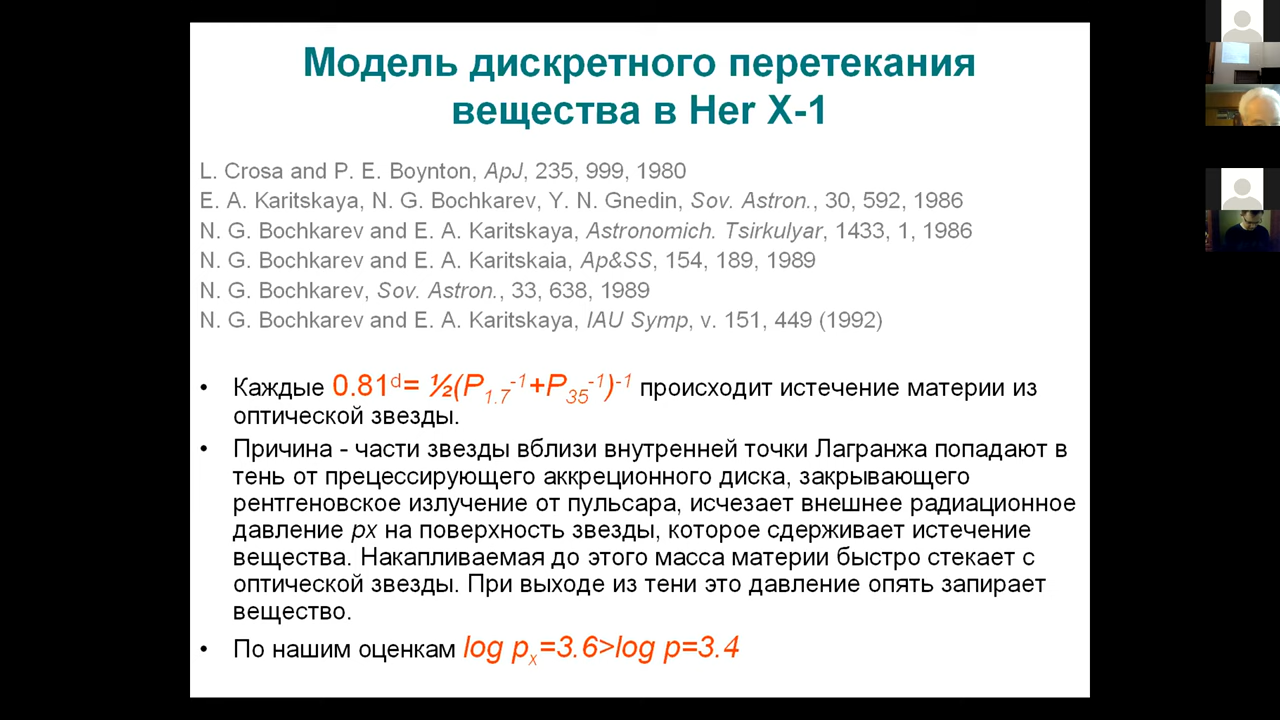 Модель дискретного перетекания
вещества в Her X-1
L. Crosa and P. E. Boynton, ApJ, 235, 999, 1980
E. A. Karitskaya, N. G. Bochkarev, Y. N. Gnedin, Sov. Astron., 30, 592, 1986
N. G. Bochkarev and E. A. Karitskaya, Astronomich. Tsirkulyar, 1433, 1, 1986
N. G. Bochkarev and E. A. Karitskaia, Ap&SS, 154, 189, 1989
N. G. Bochkarev, Sov. Astron., 33, 638, 1989
N. G. Bochkarev and E. A. Karitskaya, IAU Symp, v. 151, 449 (1992)
• Каждые 0.81ᵈ= ½(P₁.₇⁻¹+P₃₅⁻¹)⁻¹ происходит истечение материи из
оптической звезды.
• Причина - части звезды вблизи внутренней точки Лагранжа попадают в
тень от прецессирующего аккреционного диска, закрывающего
рентгеновское излучение от пульсара, исчезает внешнее радиационное
давление px на поверхность звезды, которое сдерживает истечение
вещества. Накапливаемая до этого масса материи быстро стекает с
оптической звезды. При выходе из тени это давление опять запирает
вещество.
• По нашим оценкам log pₓ=3.6>log p=3.4